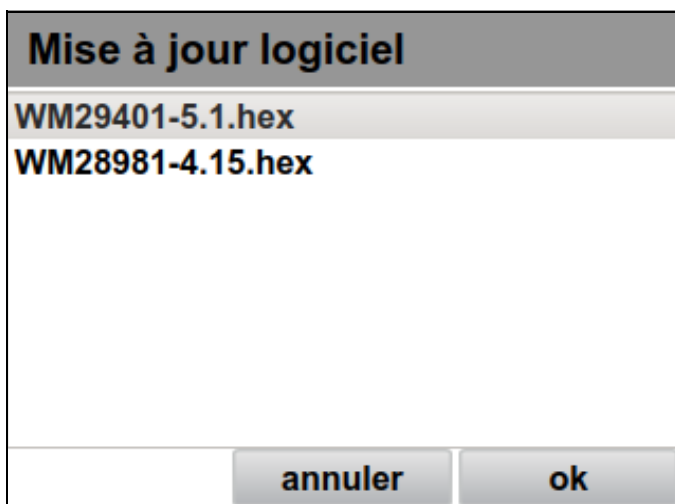 Mise à jour logiciel
WM29401-5.1.hex
WM28981-4.15.hex
annuler ok